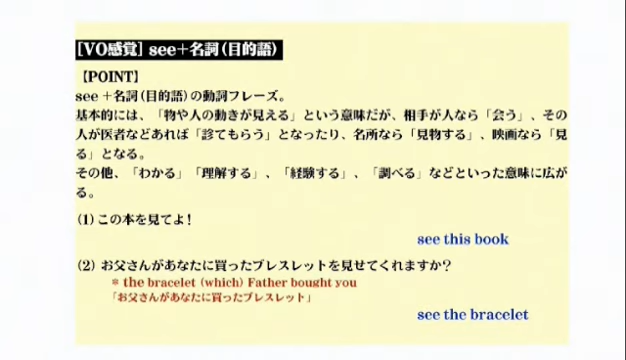 [VO感覚] see+名詞(目的語)
【POINT】
see +名詞(目的語)の動詞フレーズ。
基本的には、「物や人の動きが見える」という意味だが、相手が人なら「会う」、その
人が医者などあれば「診てもらう」となったり、名所なら「見物する」、映画なら「見
る」となる。
その他、「わかる」「理解する」、「経験する」、「調べる」などといった意味に広が
る。
(1) この本を見てよ!
see this book
(2) お父さんがあなたに買ったブレスレットを見せてくれますか?
* the bracelet (which) Father bought you
「お父さんがあなたに買ったブレスレット」
see the bracelet